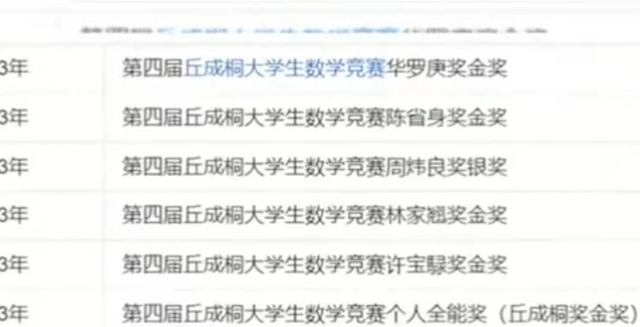 3年 第四届丘成桐大学生数学竞赛华罗庚奖金奖
3年 第四届丘成桐大学生数学竞赛陈省身奖金奖
3年 第四届丘成桐大学生数学竞赛周炜良奖银奖
3年 第四届丘成桐大学生数学竞赛林家翘奖金奖
3年 第四届丘成桐大学生数学竞赛许宝騄奖金奖
3年 第四届丘成桐大学生数学竞赛个人全能奖（丘成桐奖金奖）